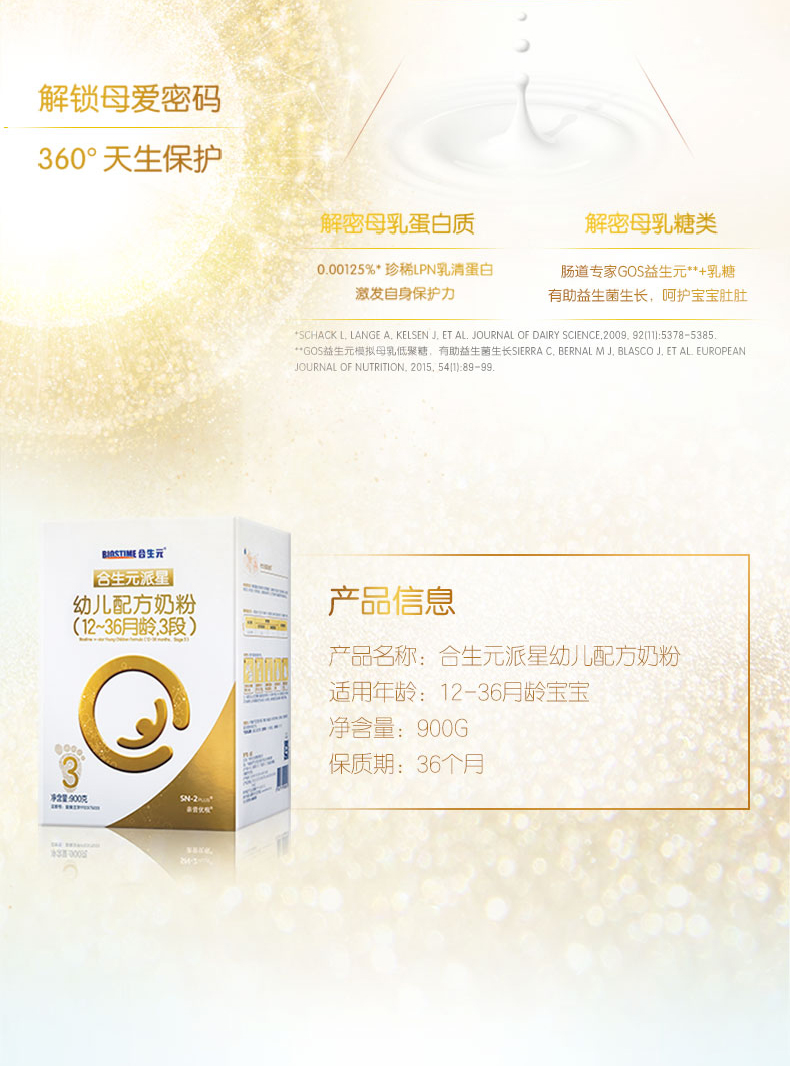 解锁母爱密码
360° 天生保护
解密母乳蛋白质
0.00125%* 珍稀LPN乳清蛋白
激发自身保护力
解密母乳糖类
肠道专家GOS益生元**+乳糖
有助益生菌生长，呵护宝宝肚肚
*SCHACK L, LANGE A, KELSEN J, ET AL. JOURNAL OF DAIRY SCIENCE,2009, 92(11):5378-5385.
**GOS益生元模拟母乳低聚糖，有助益生菌生长SIERRA C, BERNAL M J, BLASCO J, ET AL. EUROPEAN
JOURNAL OF NUTRITION, 2015, 54(1):89-99.
BIOSTIME 合生元®
合生元派星
幼儿配方奶粉
（12~36月龄,3段）
3
净含量:900克
SN-2 PLUS®
产品信息
产品名称：合生元派星幼儿配方奶粉
适用年龄：12-36月龄宝宝
净含量：900G
保质期：36个月